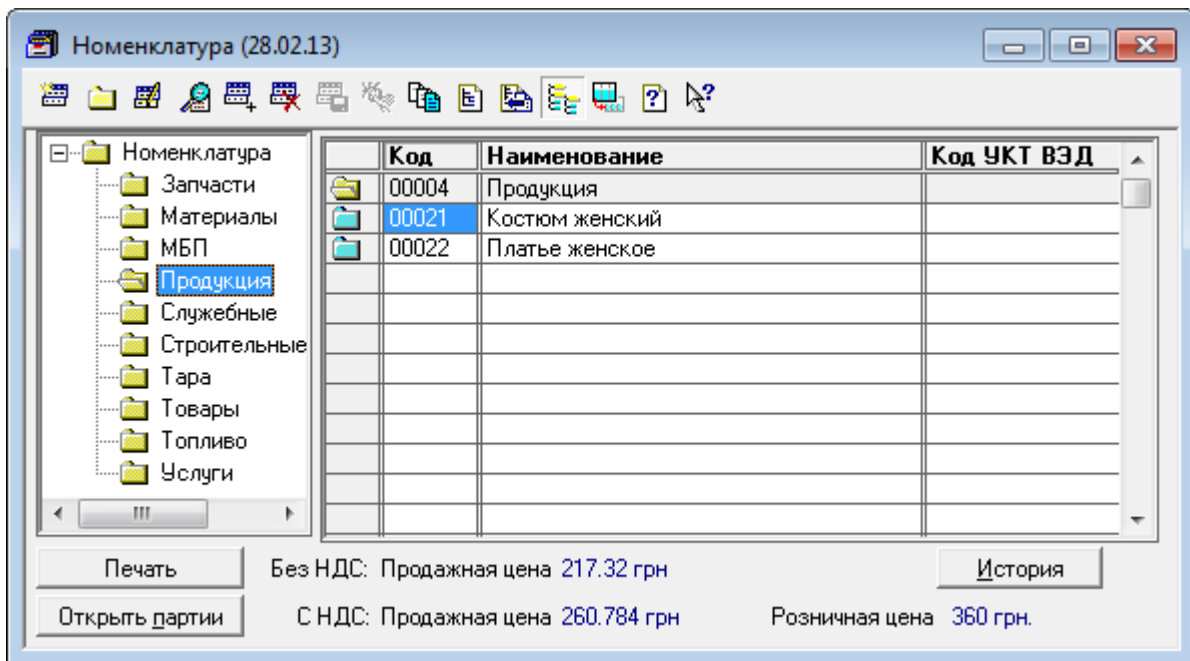 Номенклатура (28.02.13)
Номенклатура
Запчасти
Материалы
МБП
Продукция
Служебные
Строительные
Тара
Товары
Топливо
Услуги
Код Наименование Код УКТ ВЭД
00004 Продукция
00021 Костюм женский
00022 Платье женское
Печать Без НДС: Продажная цена 217.32 грн История
Открыть партии С НДС: Продажная цена 260.784 грн Розничная цена 360 грн.